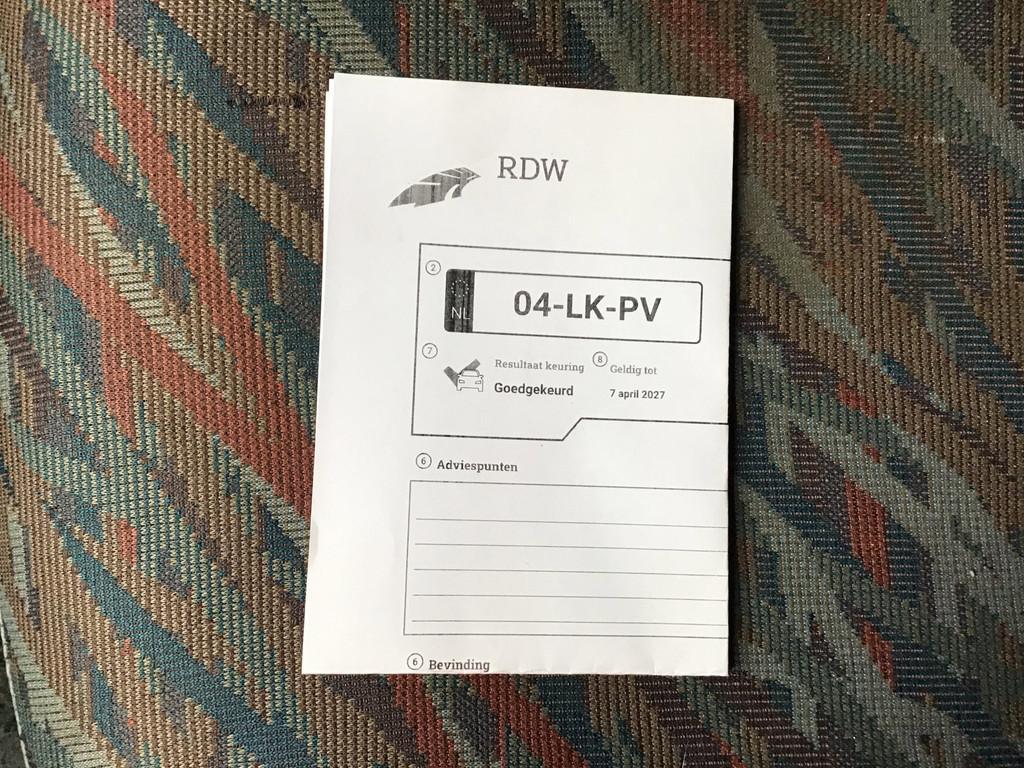 RDW
2
NL
04-LK-PV
7
Resultaat keuring
8
Geldig tot
Goedgekeurd
7 april 2027
6 Adviespunten
6 Bevinding